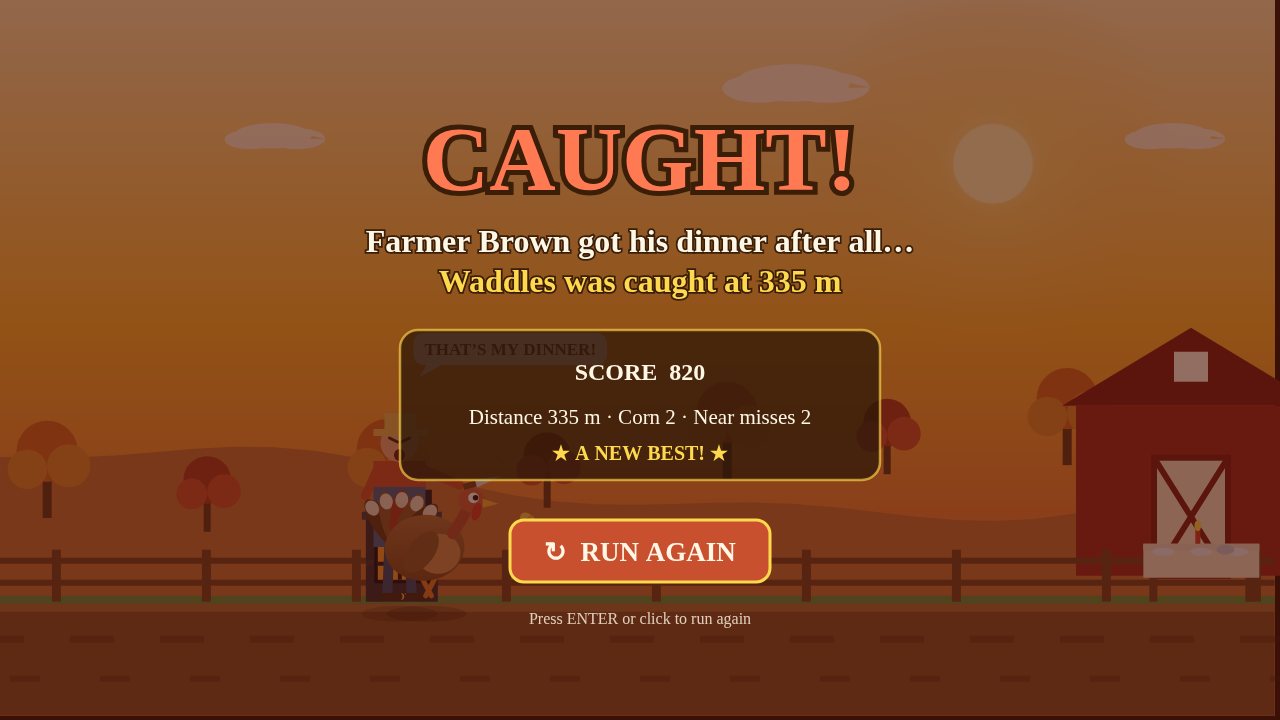 CAUGHT!
Farmer Brown got his dinner after all…
Waddles was caught at 335 m
THAT'S MY DINNER!
SCORE 820
Distance 335 m · Corn 2 · Near misses 2
★ A NEW BEST! ★
↻ RUN AGAIN
Press ENTER or click to run again